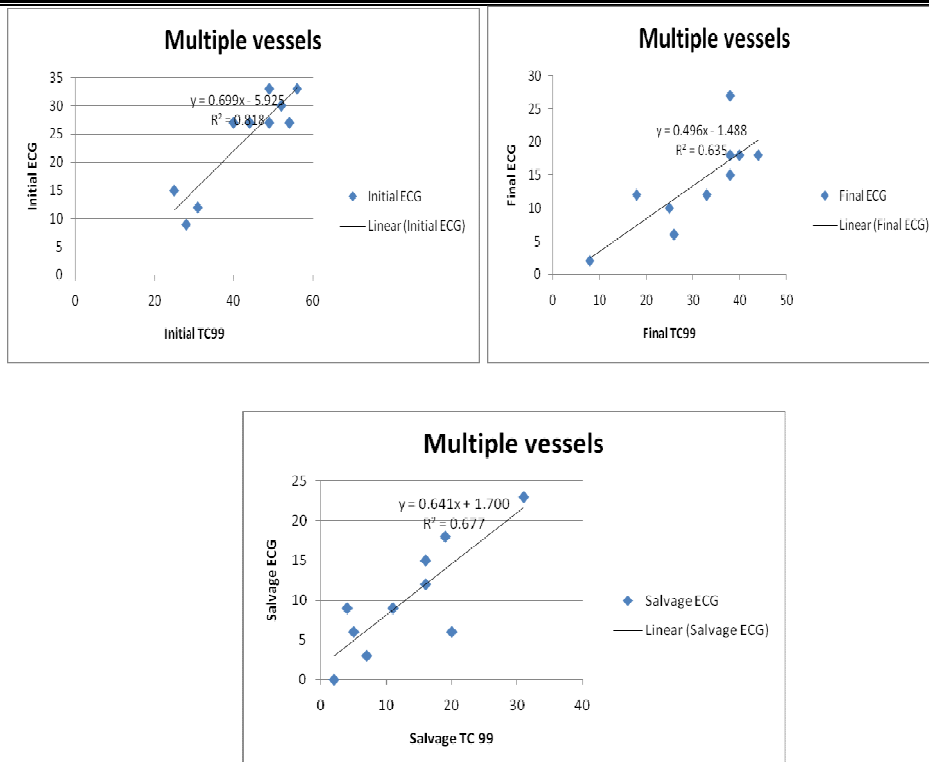 Multiple vessels
35
30
25
20
15
10
5
0
y = 0.699x - 5.925
R² = 0.818
Initial ECG
0 20 40 60
Initial TC99
Initial ECG
Linear (Initial ECG)
Multiple vessels
30
25
20
15
10
5
0
y = 0.496x - 1.488
R² = 0.635
Final ECG
0 10 20 30 40 50
Final TC99
Final ECG
Linear (Final ECG)
Multiple vessels
25
20
15
10
5
0
y = 0.641x + 1.700
R² = 0.677
Salvage ECG
0 10 20 30 40
Salvage TC 99
Salvage ECG
Linear (Salvage ECG)